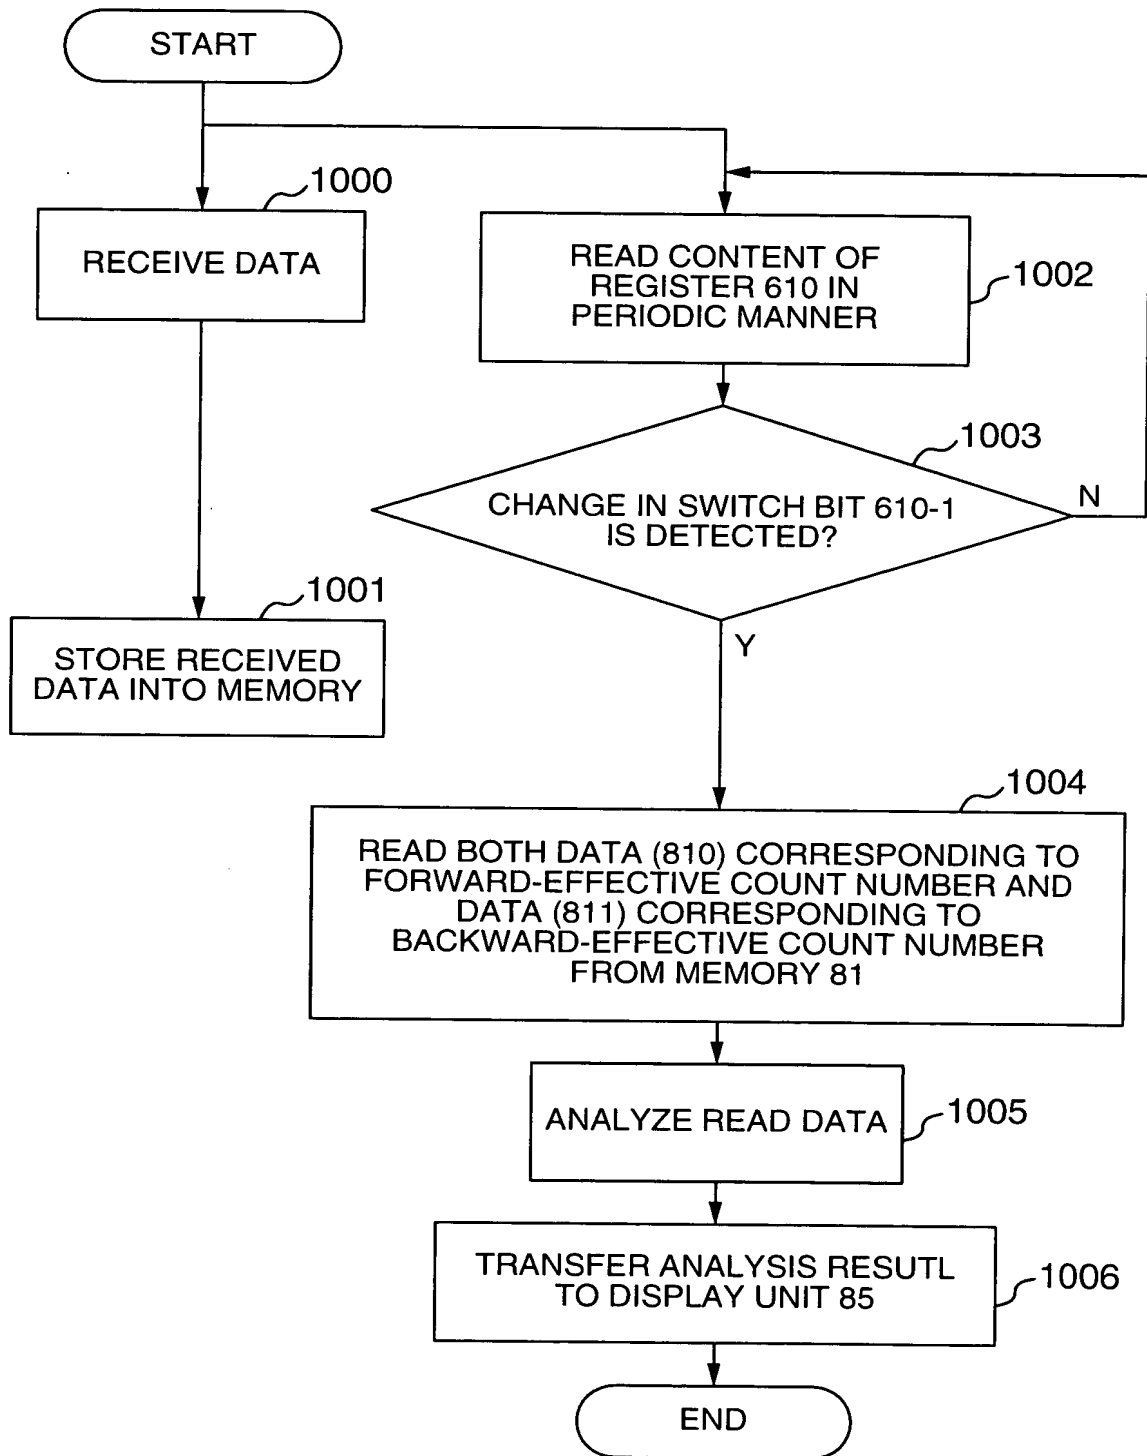 START
1000
RECEIVE DATA
READ CONTENT OF
REGISTER 610 IN
PERIODIC MANNER
1002
1003
CHANGE IN SWITCH BIT 610-1
IS DETECTED?
N
Y
1001
STORE RECEIVED
DATA INTO MEMORY
1004
READ BOTH DATA (810) CORRESPONDING TO
FORWARD-EFFECTIVE COUNT NUMBER AND
DATA (811) CORRESPONDING TO
BACKWARD-EFFECTIVE COUNT NUMBER
FROM MEMORY 81
ANALYZE READ DATA
1005
TRANSFER ANALYSIS RESUTL
TO DISPLAY UNIT 85
1006
END